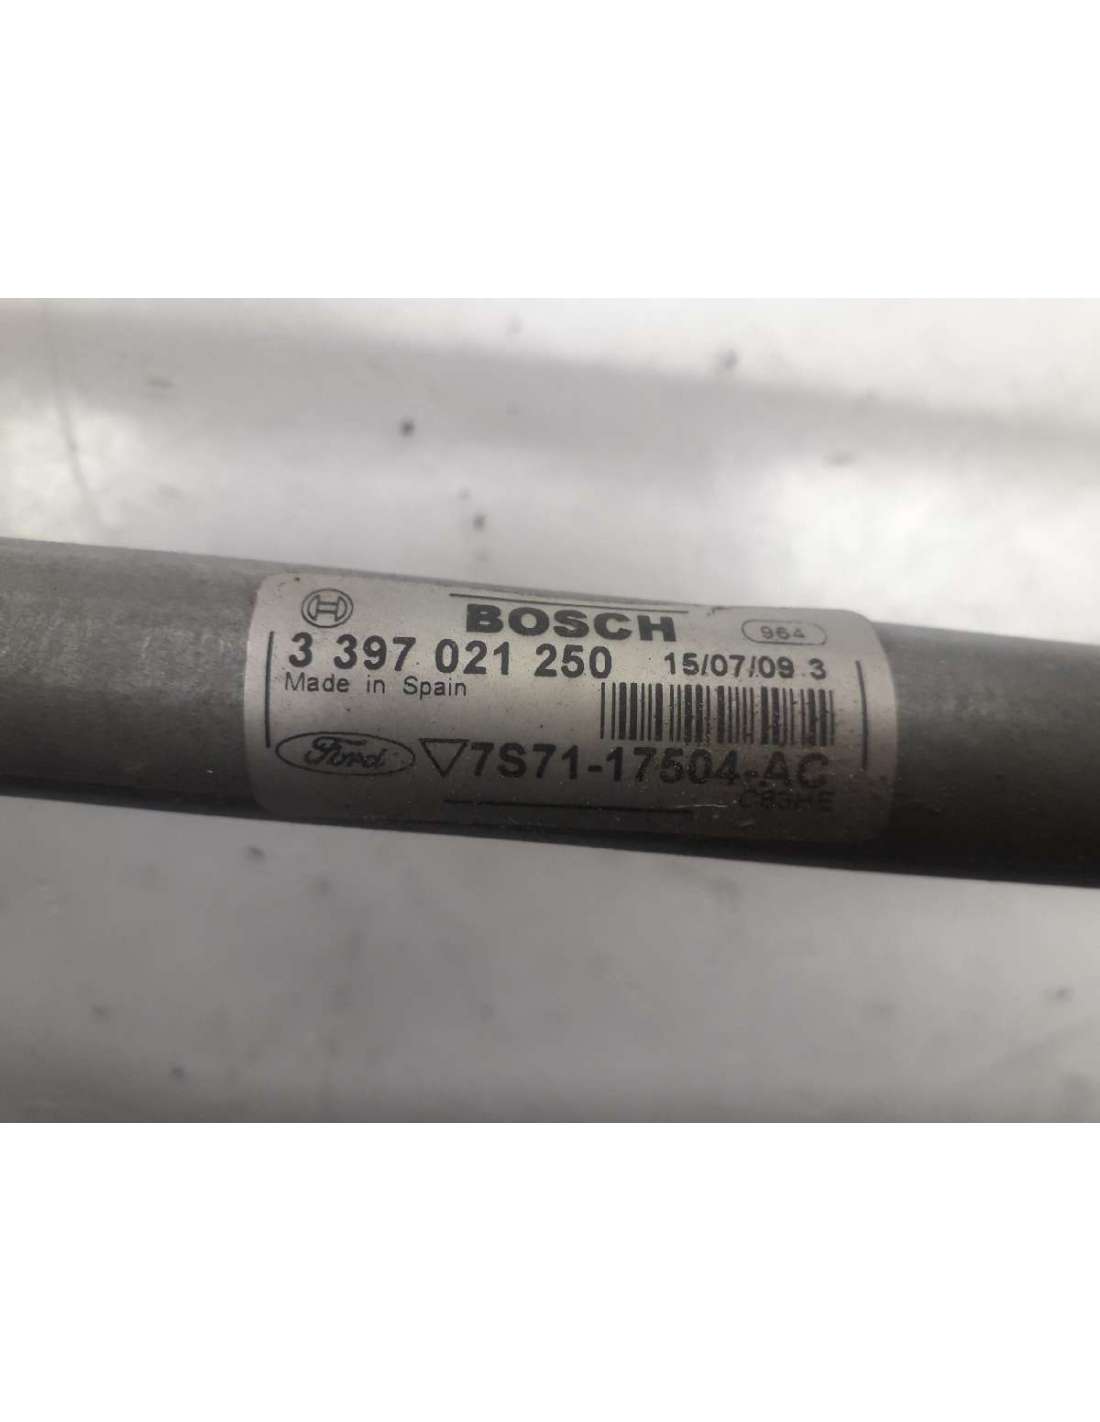 BOSCH 964
3 397 021 250 15/07/09 3
Made in Spain
Ford 7S71-17504-AC